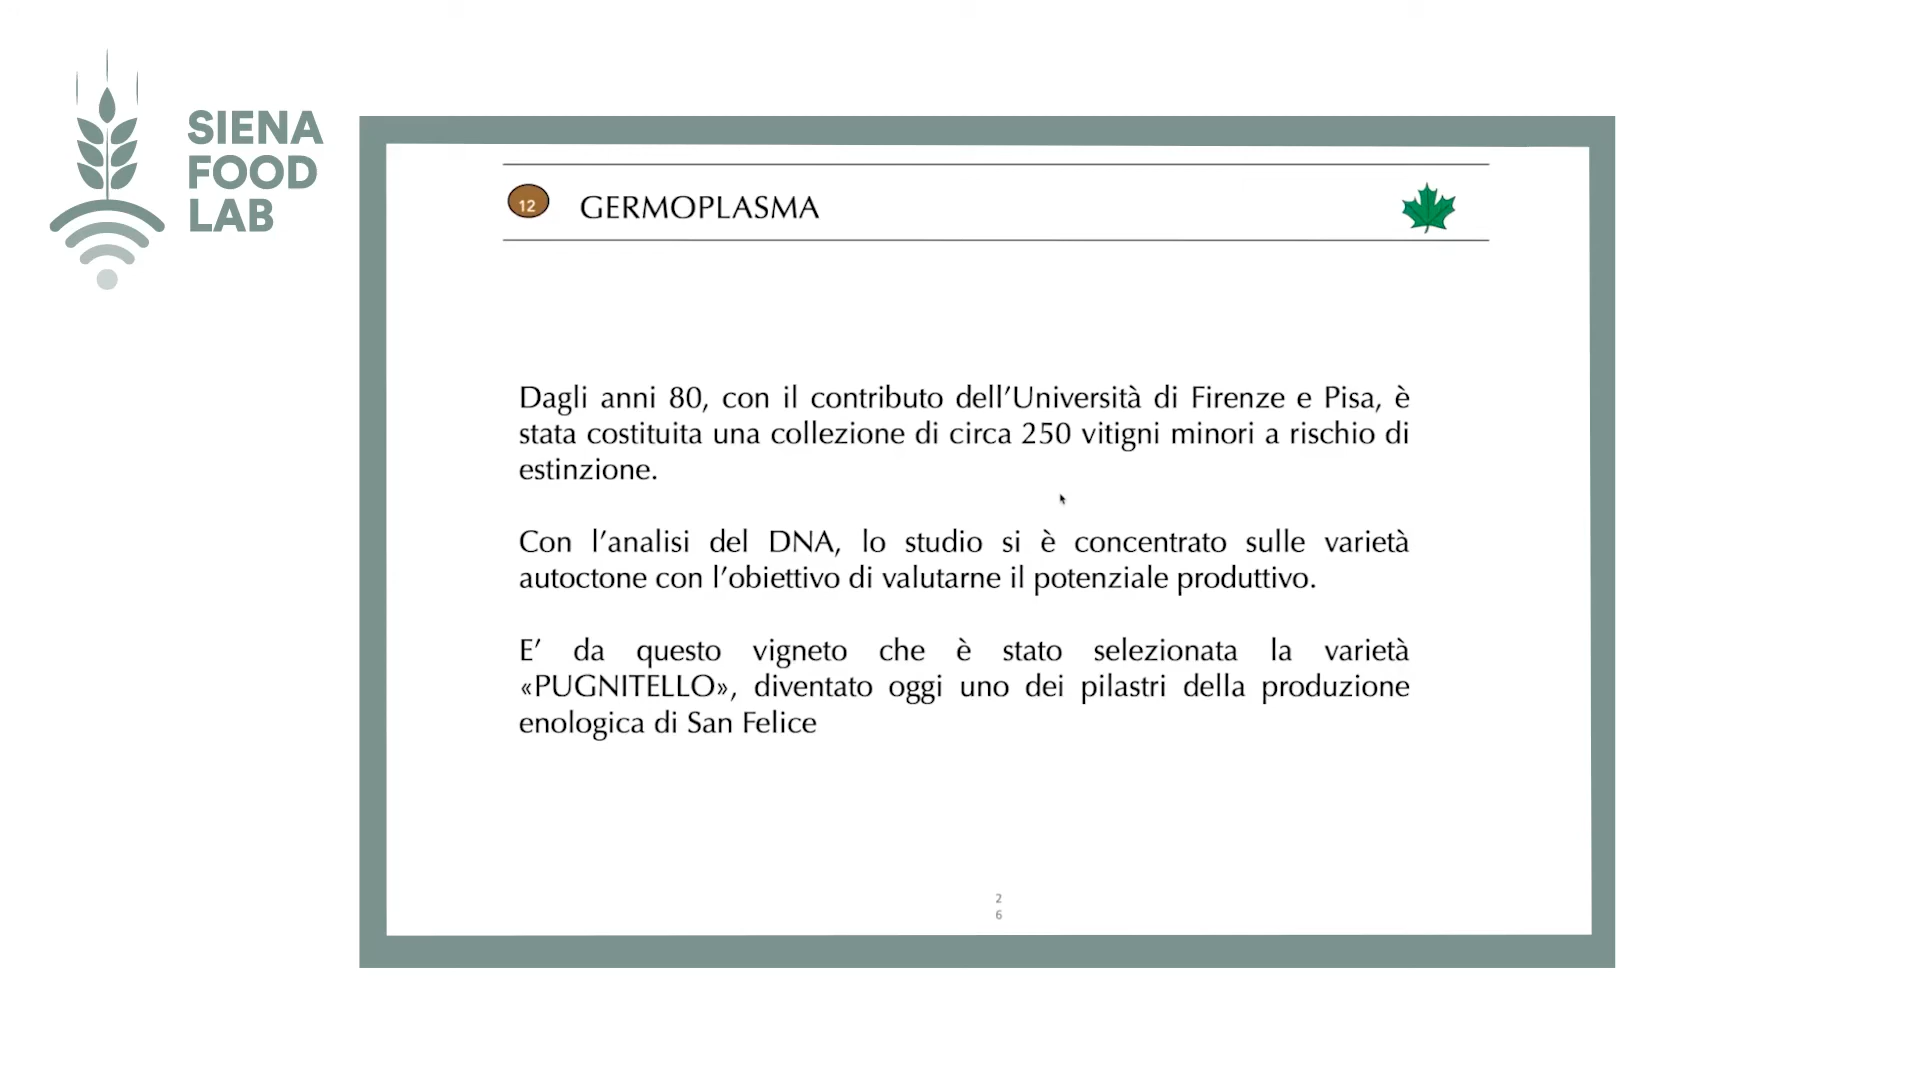 SIENA
FOOD
LAB
12
GERMOPLASMA
Dagli anni 80, con il contributo dell’Università di Firenze e Pisa, è
stata costituita una collezione di circa 250 vitigni minori a rischio di
estinzione.
Con l’analisi del DNA, lo studio si è concentrato sulle varietà
autoctone con l’obiettivo di valutarne il potenziale produttivo.
E’ da questo vigneto che è stato selezionata la varietà
«PUGNITELLO», diventato oggi uno dei pilastri della produzione
enologica di San Felice
2
6